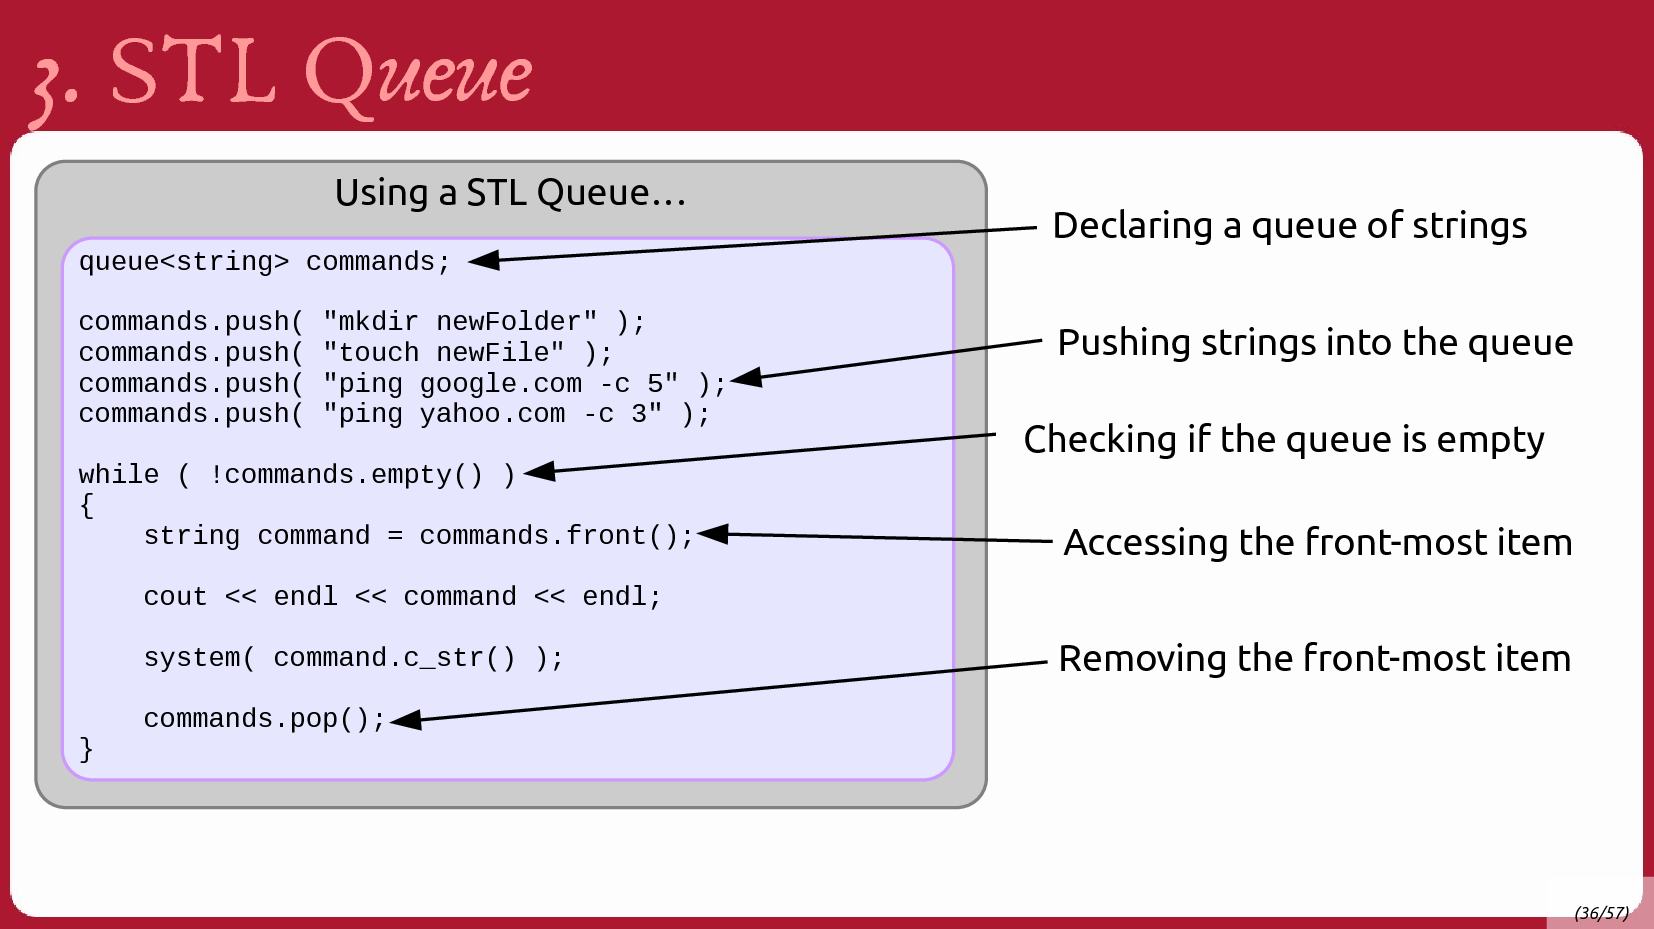 3. STL Queue
Using a STL Queue…
queue<string> commands;
commands.push( "mkdir newFolder" );
commands.push( "touch newFile" );
commands.push( "ping google.com -c 5" );
commands.push( "ping yahoo.com -c 3" );
while ( !commands.empty() )
{
    string command = commands.front();
    cout << endl << command << endl;
    system( command.c_str() );
    commands.pop();
}
Declaring a queue of strings
Pushing strings into the queue
Checking if the queue is empty
Accessing the front-most item
Removing the front-most item
(36/57)